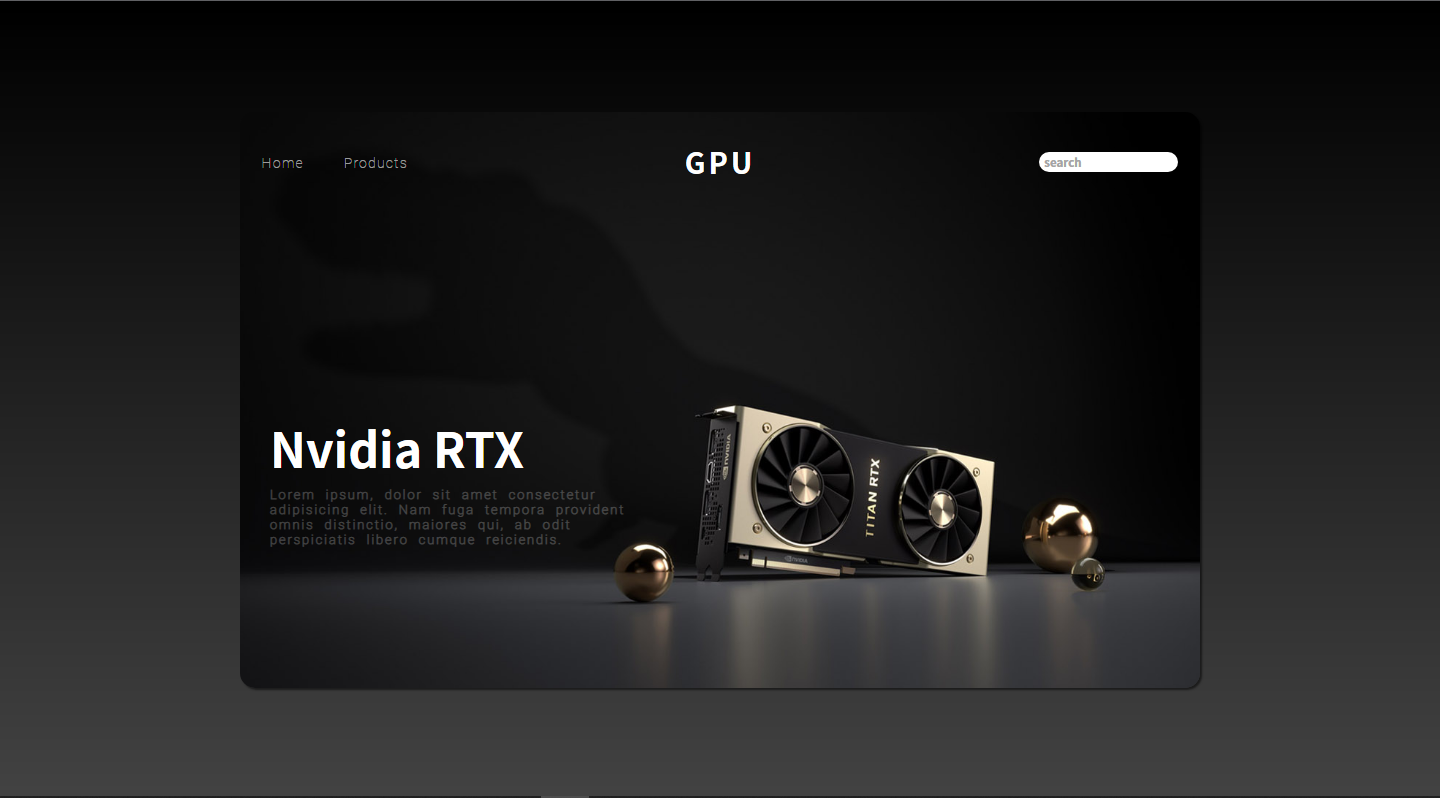 Home Products GPU search
Nvidia RTX
Lorem ipsum, dolor sit amet consectetur
adipisicing elit. Nam fuga tempora provident
omnis distinctio, maiores qui, ab odit
perspiciatis libero cumque reiciendis.
NVIDIA
TITAN RTX
NVIDIA